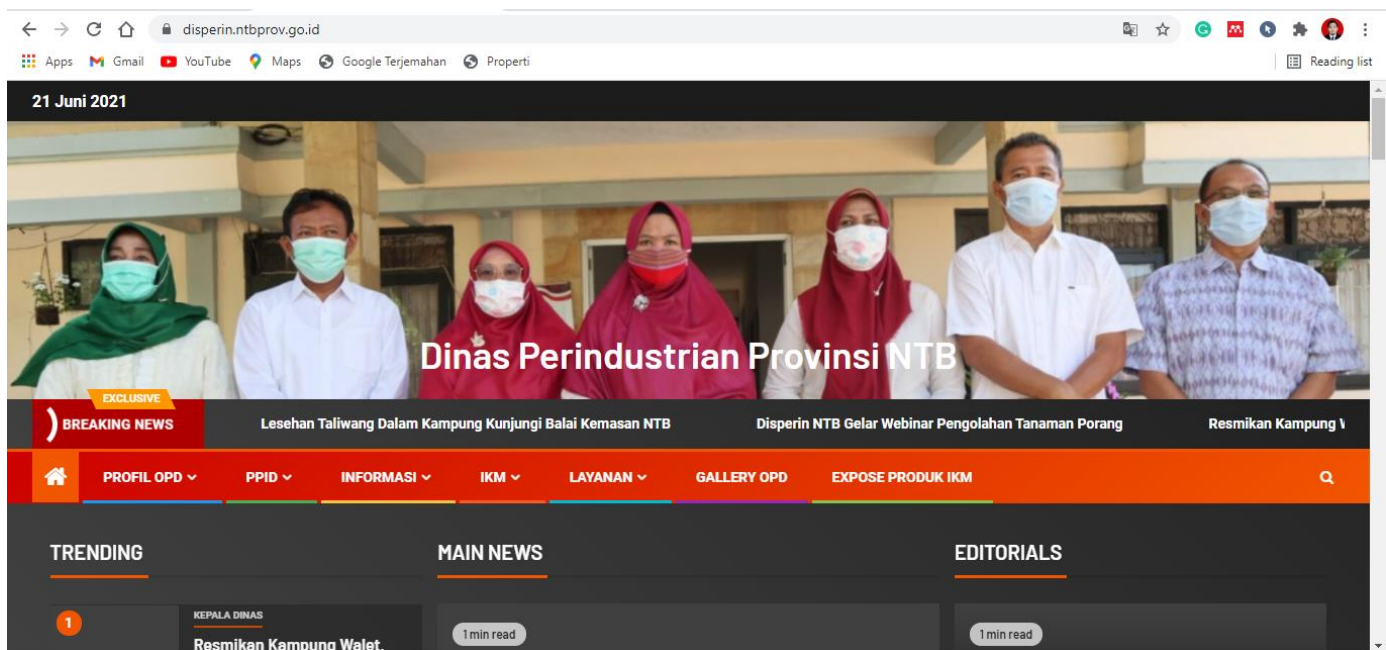 disperin.ntbprov.go.id
Apps Gmail YouTube Maps Google Terjemahan Properti Reading list
21 Juni 2021
Dinas Perindustrian Provinsi NTB
EXCLUSIVE
BREAKING NEWS Lesehan Taliwang Dalam Kampung Kunjungi Balai Kemasan NTB Disperin NTB Gelar Webinar Pengolahan Tanaman Porang Resmikan Kampung
PROFIL OPD PPID INFORMASI IKM LAYANAN GALLERY OPD EXPOSE PRODUK IKM
TRENDING MAIN NEWS EDITORIALS
1 KEPALA DINAS
Resmikan Kampung Walet,
1 min read 1 min read